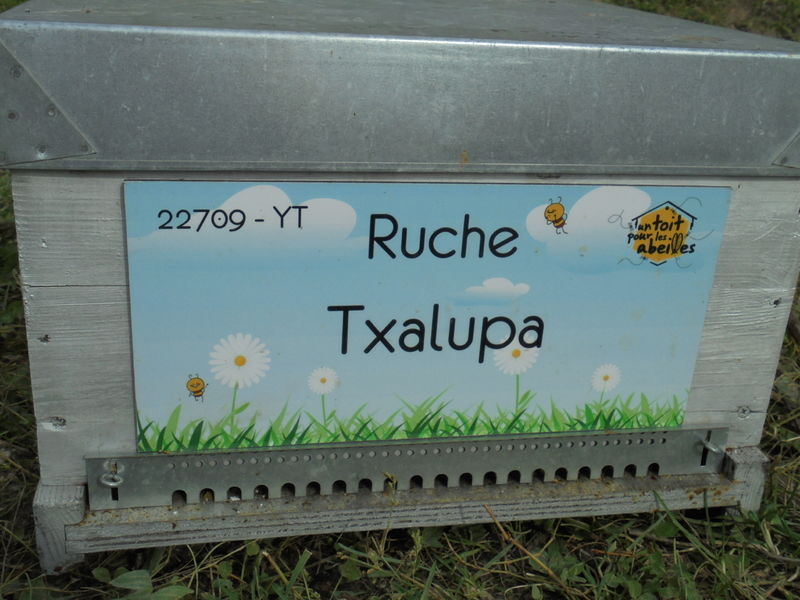 22709 - YT
Ruche
Txalupa
un toit
pour les
abeilles